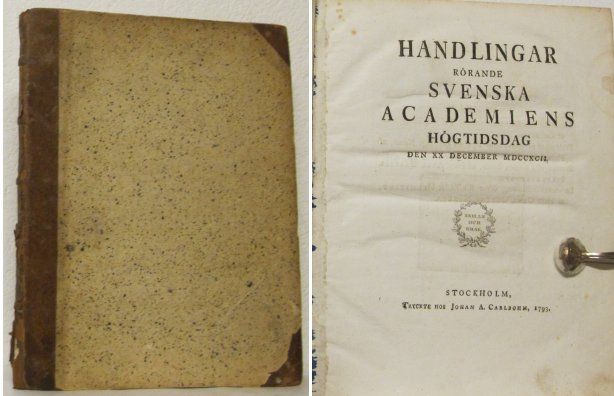 HANDLINGAR
RÖRANDE
SVENSKA
ACADEMIENS
HÖGTIDSDAG
DEN XX DECEMBER MDCCXCII.
SNILLE
OCH
SMAK.
STOCKHOLM,
TRYCKTE HOS JOHAN A. CARLBOHM, 1793.